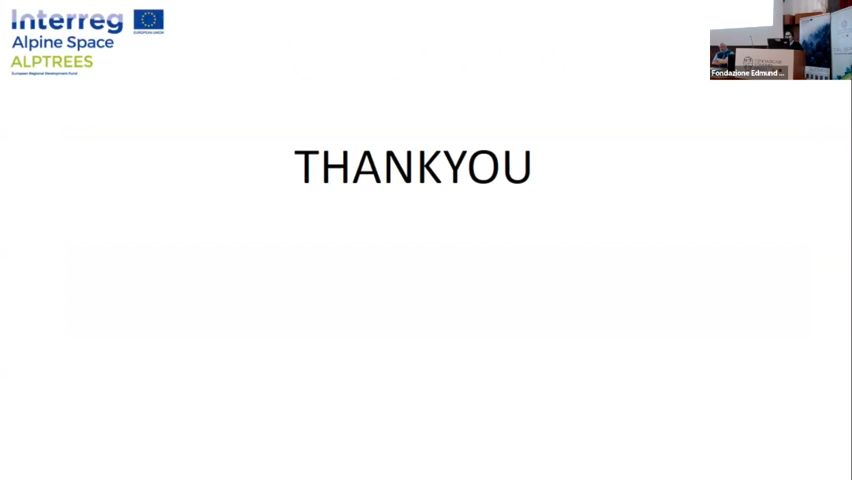 Interreg
EUROPEAN UNION
Alpine Space
ALPTREES
European Regional Development Fund
Fondazione Edmund ...
THANKYOU